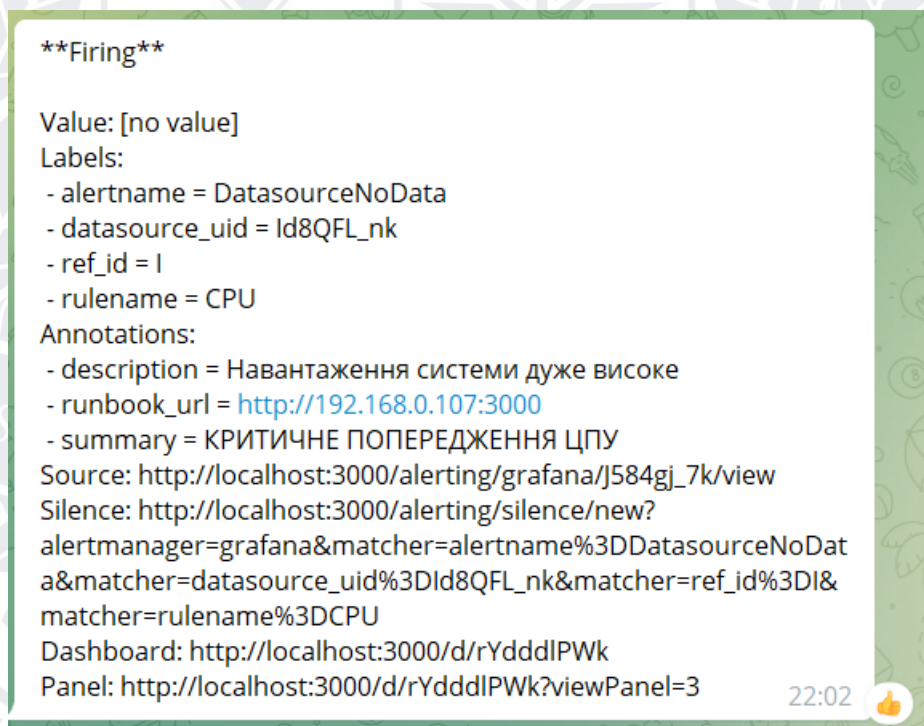 **Firing**
Value: [no value]
Labels:
- alertname = DatasourceNoData
- datasource_uid = Id8QFL_nk
- ref_id = I
- rulename = CPU
Annotations:
- description = Навантаження системи дуже високе
- runbook_url = http://192.168.0.107:3000
- summary = КРИТИЧНЕ ПОПЕРЕДЖЕННЯ ЦПУ
Source: http://localhost:3000/alerting/grafana/J584gj_7k/view
Silence: http://localhost:3000/alerting/silence/new?
alertmanager=grafana&matcher=alertname%3DDatasourceNoDat
a&matcher=datasource_uid%3DId8QFL_nk&matcher=ref_id%3DI&
matcher=rulename%3DCPU
Dashboard: http://localhost:3000/d/rYdddlPWk
Panel: http://localhost:3000/d/rYdddlPWk?viewPanel=3
22:02